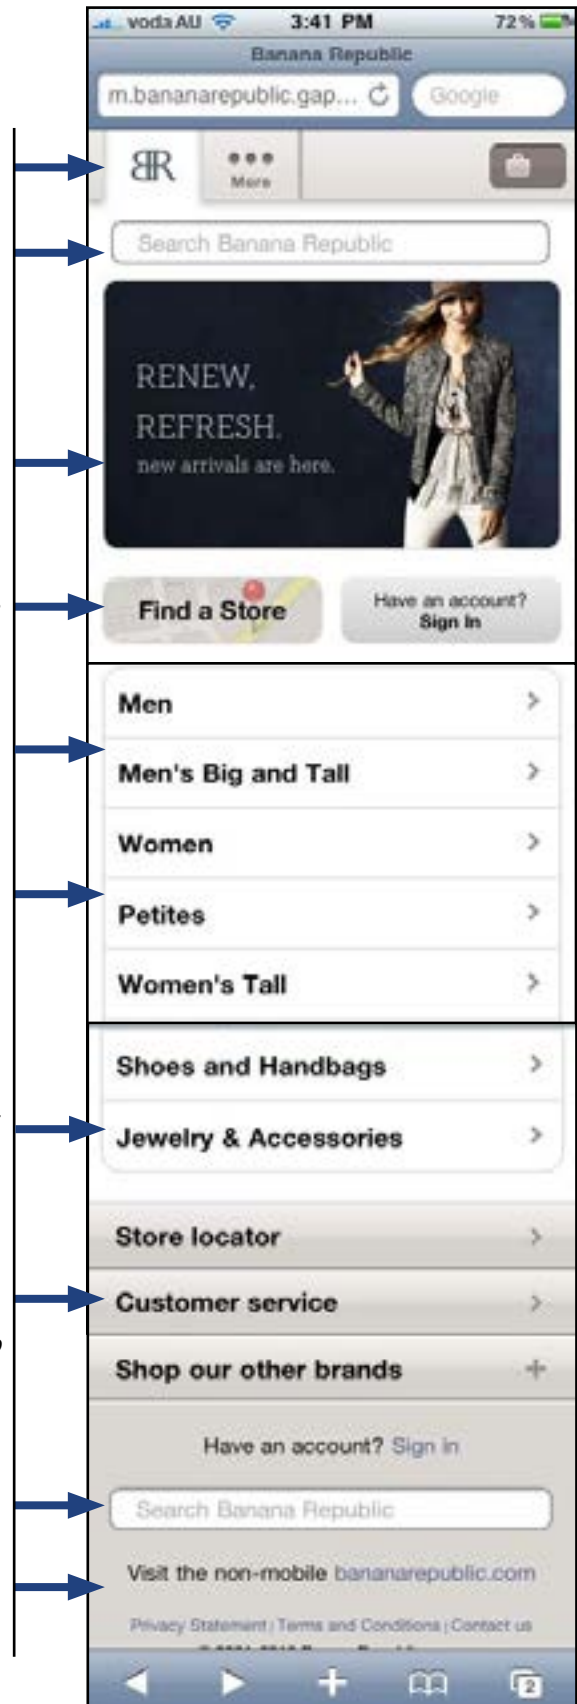 voda AU 3:41 PM 72%
Banana Republic
m.bananarepublic.gap... Google
BR More
Search Banana Republic
RENEW,
REFRESH.
new arrivals are here.
Find a Store
Have an account?
Sign In
Men
Men's Big and Tall
Women
Petites
Women's Tall
Shoes and Handbags
Jewelry & Accessories
Store locator
Customer service
Shop our other brands
Have an account? Sign in
Search Banana Republic
Visit the non-mobile bananarepublic.com
Privacy Statement | Terms and Conditions | Contact us
2